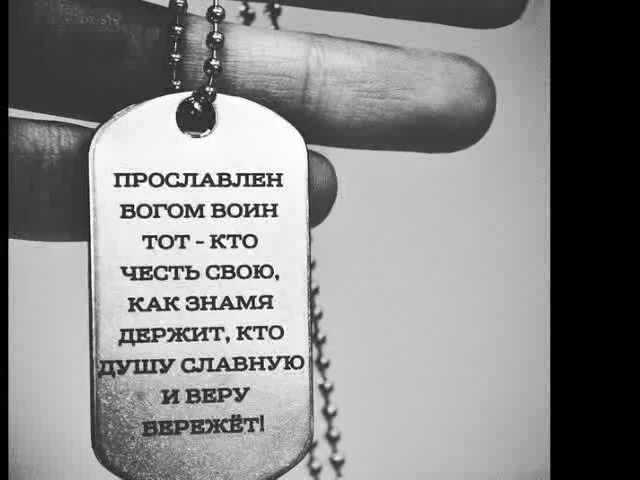 ПРОСЛАВЛЕН
БОГОМ ВОИН
ТОТ - КТО
ЧЕСТЬ СВОЮ,
КАК ЗНАМЯ
ДЕРЖИТ, КТО
ДУШУ СЛАВНУЮ
И ВЕРУ
БЕРЕЖЁТ!